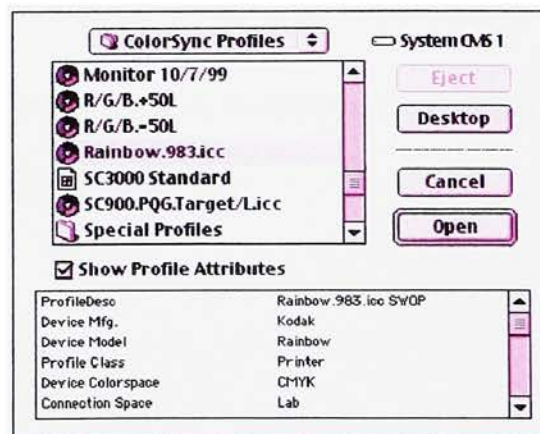 ColorSync Profiles
System CMS 1
Monitor 10/7/99
R/G/B.+50L
R/G/B.-50L
Rainbow.983.icc
SC3000 Standard
SC900.PQG.Target/L.icc
Special Profiles
Eject
Desktop
Cancel
Open
Show Profile Attributes
ProfileDesc Rainbow.983.icc SWOP
Device Mfg. Kodak
Device Model Rainbow
Profile Class Printer
Device Colorspace CMYK
Connection Space Lab